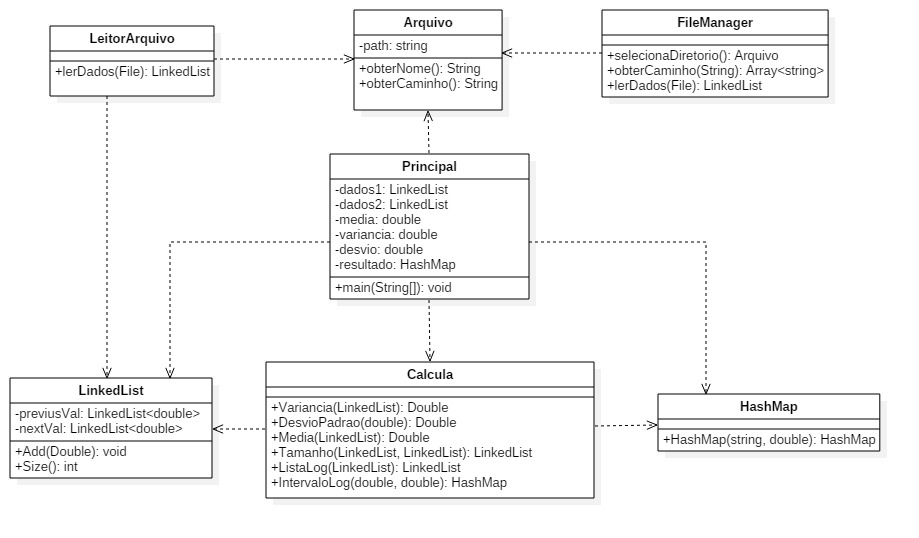 LeitorArquivo
+lerDados(File): LinkedList
Arquivo
-path: string
+obterNome(): String
+obterCaminho(): String
FileManager
+selecionaDiretorio(): Arquivo
+obterCaminho(String): Array<string>
+lerDados(File): LinkedList
Principal
-dados1: LinkedList
-dados2: LinkedList
-media: double
-variancia: double
-desvio: double
-resultado: HashMap
+main(String[]): void
LinkedList
-previusVal: LinkedList<double>
-nextVal: LinkedList<double>
+Add(Double): void
+Size(): int
Calcula
+Variancia(LinkedList): Double
+DesvioPadrao(double): Double
+Media(LinkedList): Double
+Tamanho(LinkedList, LinkedList): LinkedList
+ListaLog(LinkedList): LinkedList
+IntervaloLog(double, double): HashMap
HashMap
+HashMap(string, double): HashMap